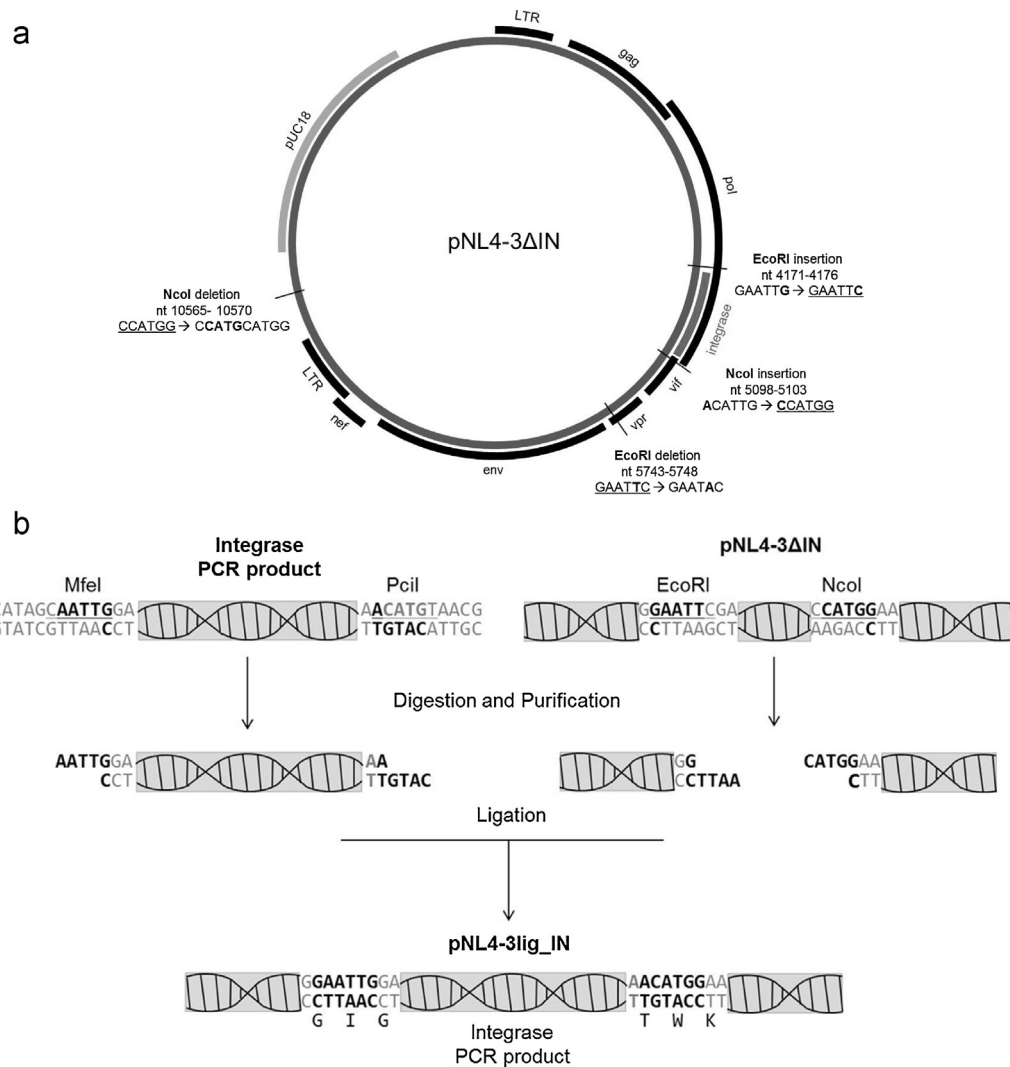 a
LTR
gag
pUC18
pol
pNL4-3ΔIN
EcoRI insertion
nt 4171-4176
GAATTG → GAATTC
NcoI deletion
nt 10565- 10570
CCATGG → CCATGCATGG
integrase
NcoI insertion
nt 5098-5103
ACATTG → CCATGG
LTR
vif
nef
vpr
env
EcoRI deletion
nt 5743-5748
GAATTC → GAATAC
b
Integrase
PCR product
pNL4-3ΔIN
MfeI
PciI
EcoRI
NcoI
CATAGCAATTGGA
AACATGTAACG
GGAATTCGA
CCATGGAA
GTATCGTTAACCT
TTGTACATTGC
CCTTAAGCT
AAGACCTT
Digestion and Purification
AATTGGA
AA
GG
CATGGAA
CCT
TTGTAC
CCTTAA
CTT
Ligation
pNL4-3lig_IN
GGAATTGGA
AACATGGAA
CCTTAACCT
TTGTACCTT
G I G
T W K
Integrase
PCR product